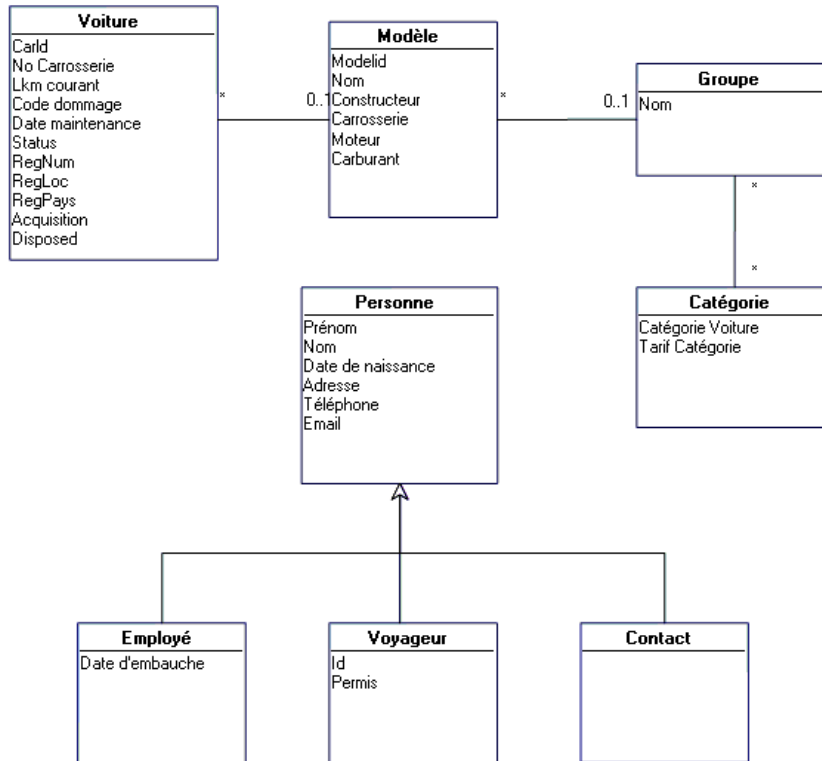 Voiture
CarId
No Carrosserie
Lkm courant
Code dommage
Date maintenance
Status
RegNum
RegLoc
RegPays
Acquisition
Disposed
*
0..1
Modèle
Modelid
Nom
Constructeur
Carrosserie
Moteur
Carburant
*
0..1
Groupe
Nom
*
*
Catégorie
Catégorie Voiture
Tarif Catégorie
Personne
Prénom
Nom
Date de naissance
Adresse
Téléphone
Email
Employé
Date d'embauche
Voyageur
Id
Permis
Contact